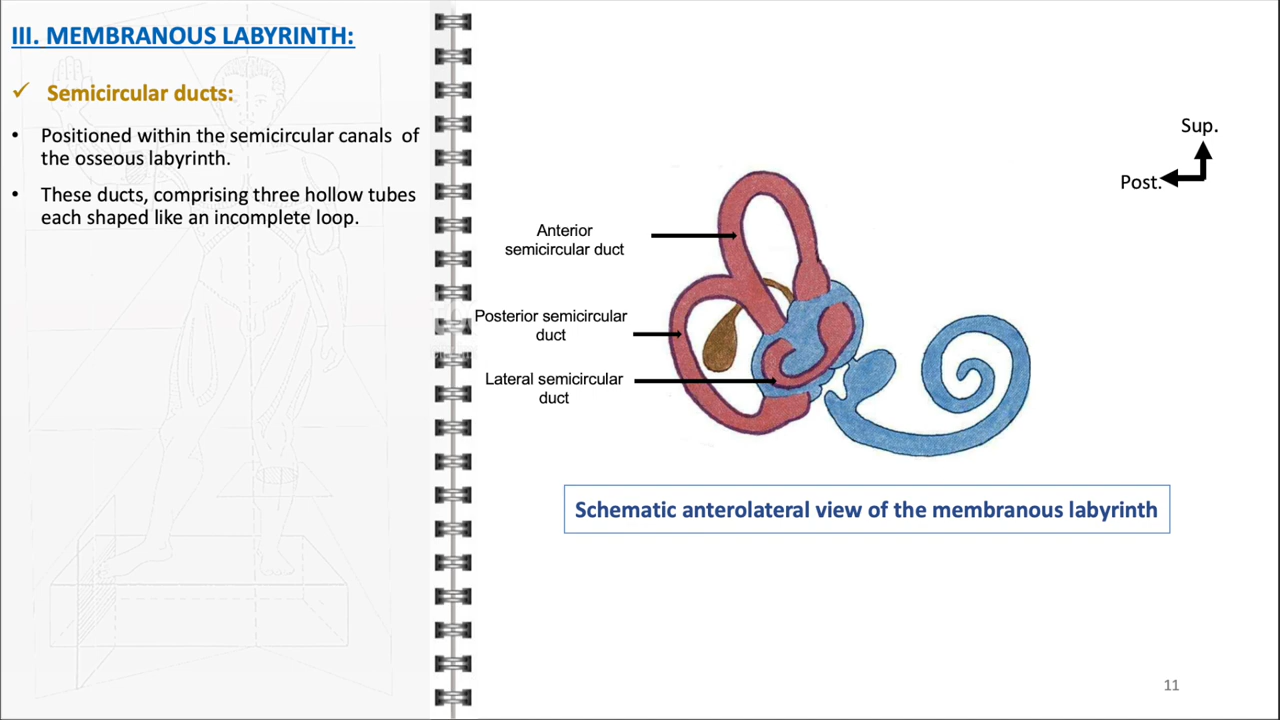 III. MEMBRANOUS LABYRINTH:
✓ Semicircular ducts:
• Positioned within the semicircular canals of
the osseous labyrinth.
• These ducts, comprising three hollow tubes
each shaped like an incomplete loop.
Sup.
Post.
Anterior
semicircular duct
Posterior semicircular
duct
Lateral semicircular
duct
Schematic anterolateral view of the membranous labyrinth
11